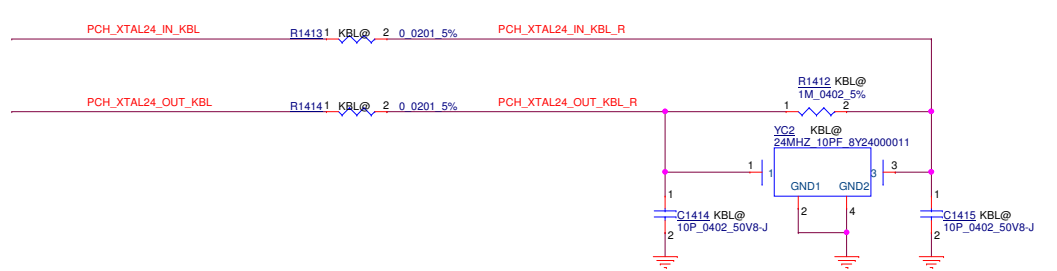 PCH_XTAL24_IN_KBL
R1413 1 KBL@ 2 0_0201_5%
PCH_XTAL24_IN_KBL_R
PCH_XTAL24_OUT_KBL
R1414 1 KBL@ 2 0_0201_5%
PCH_XTAL24_OUT_KBL_R
R1412 KBL@
1M_0402_5%
1 2
YC2 KBL@
24MHZ_10PF_8Y24000011
1 1 3 3
GND1 GND2
2 4
1
C1414 KBL@
10P_0402_50V8-J
2
1
C1415 KBL@
10P_0402_50V8-J
2